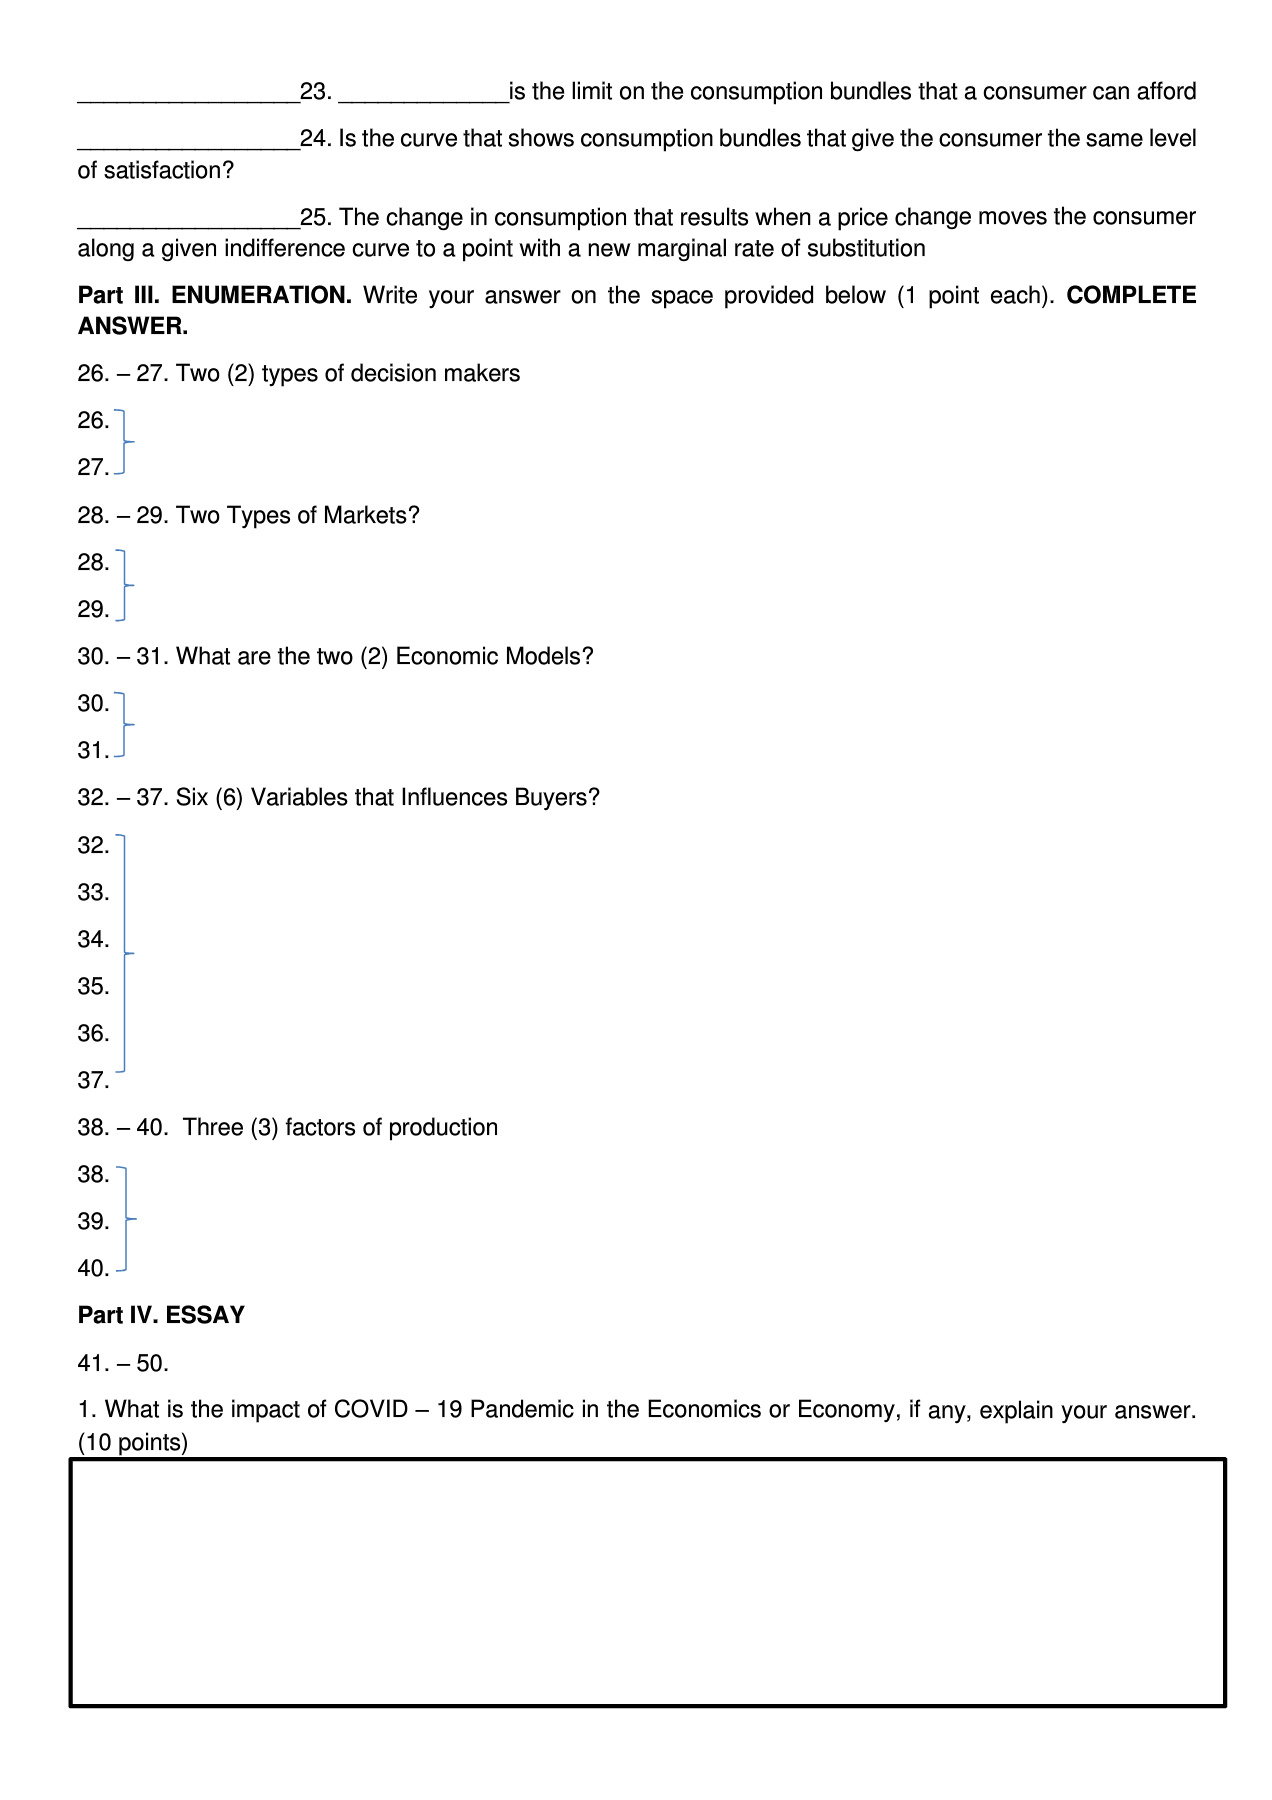 _________________23. _____________is the limit on the consumption bundles that a consumer can afford
_________________24. Is the curve that shows consumption bundles that give the consumer the same level
of satisfaction?
_________________25. The change in consumption that results when a price change moves the consumer
along a given indifference curve to a point with a new marginal rate of substitution
Part III. ENUMERATION. Write your answer on the space provided below (1 point each). COMPLETE
ANSWER.
26. – 27. Two (2) types of decision makers
26.
27.
28. – 29. Two Types of Markets?
28.
29.
30. – 31. What are the two (2) Economic Models?
30.
31.
32. – 37. Six (6) Variables that Influences Buyers?
32.
33.
34.
35.
36.
37.
38. – 40.  Three (3) factors of production
38.
39.
40.
Part IV. ESSAY
41. – 50.
1. What is the impact of COVID – 19 Pandemic in the Economics or Economy, if any, explain your answer.
(10 points)